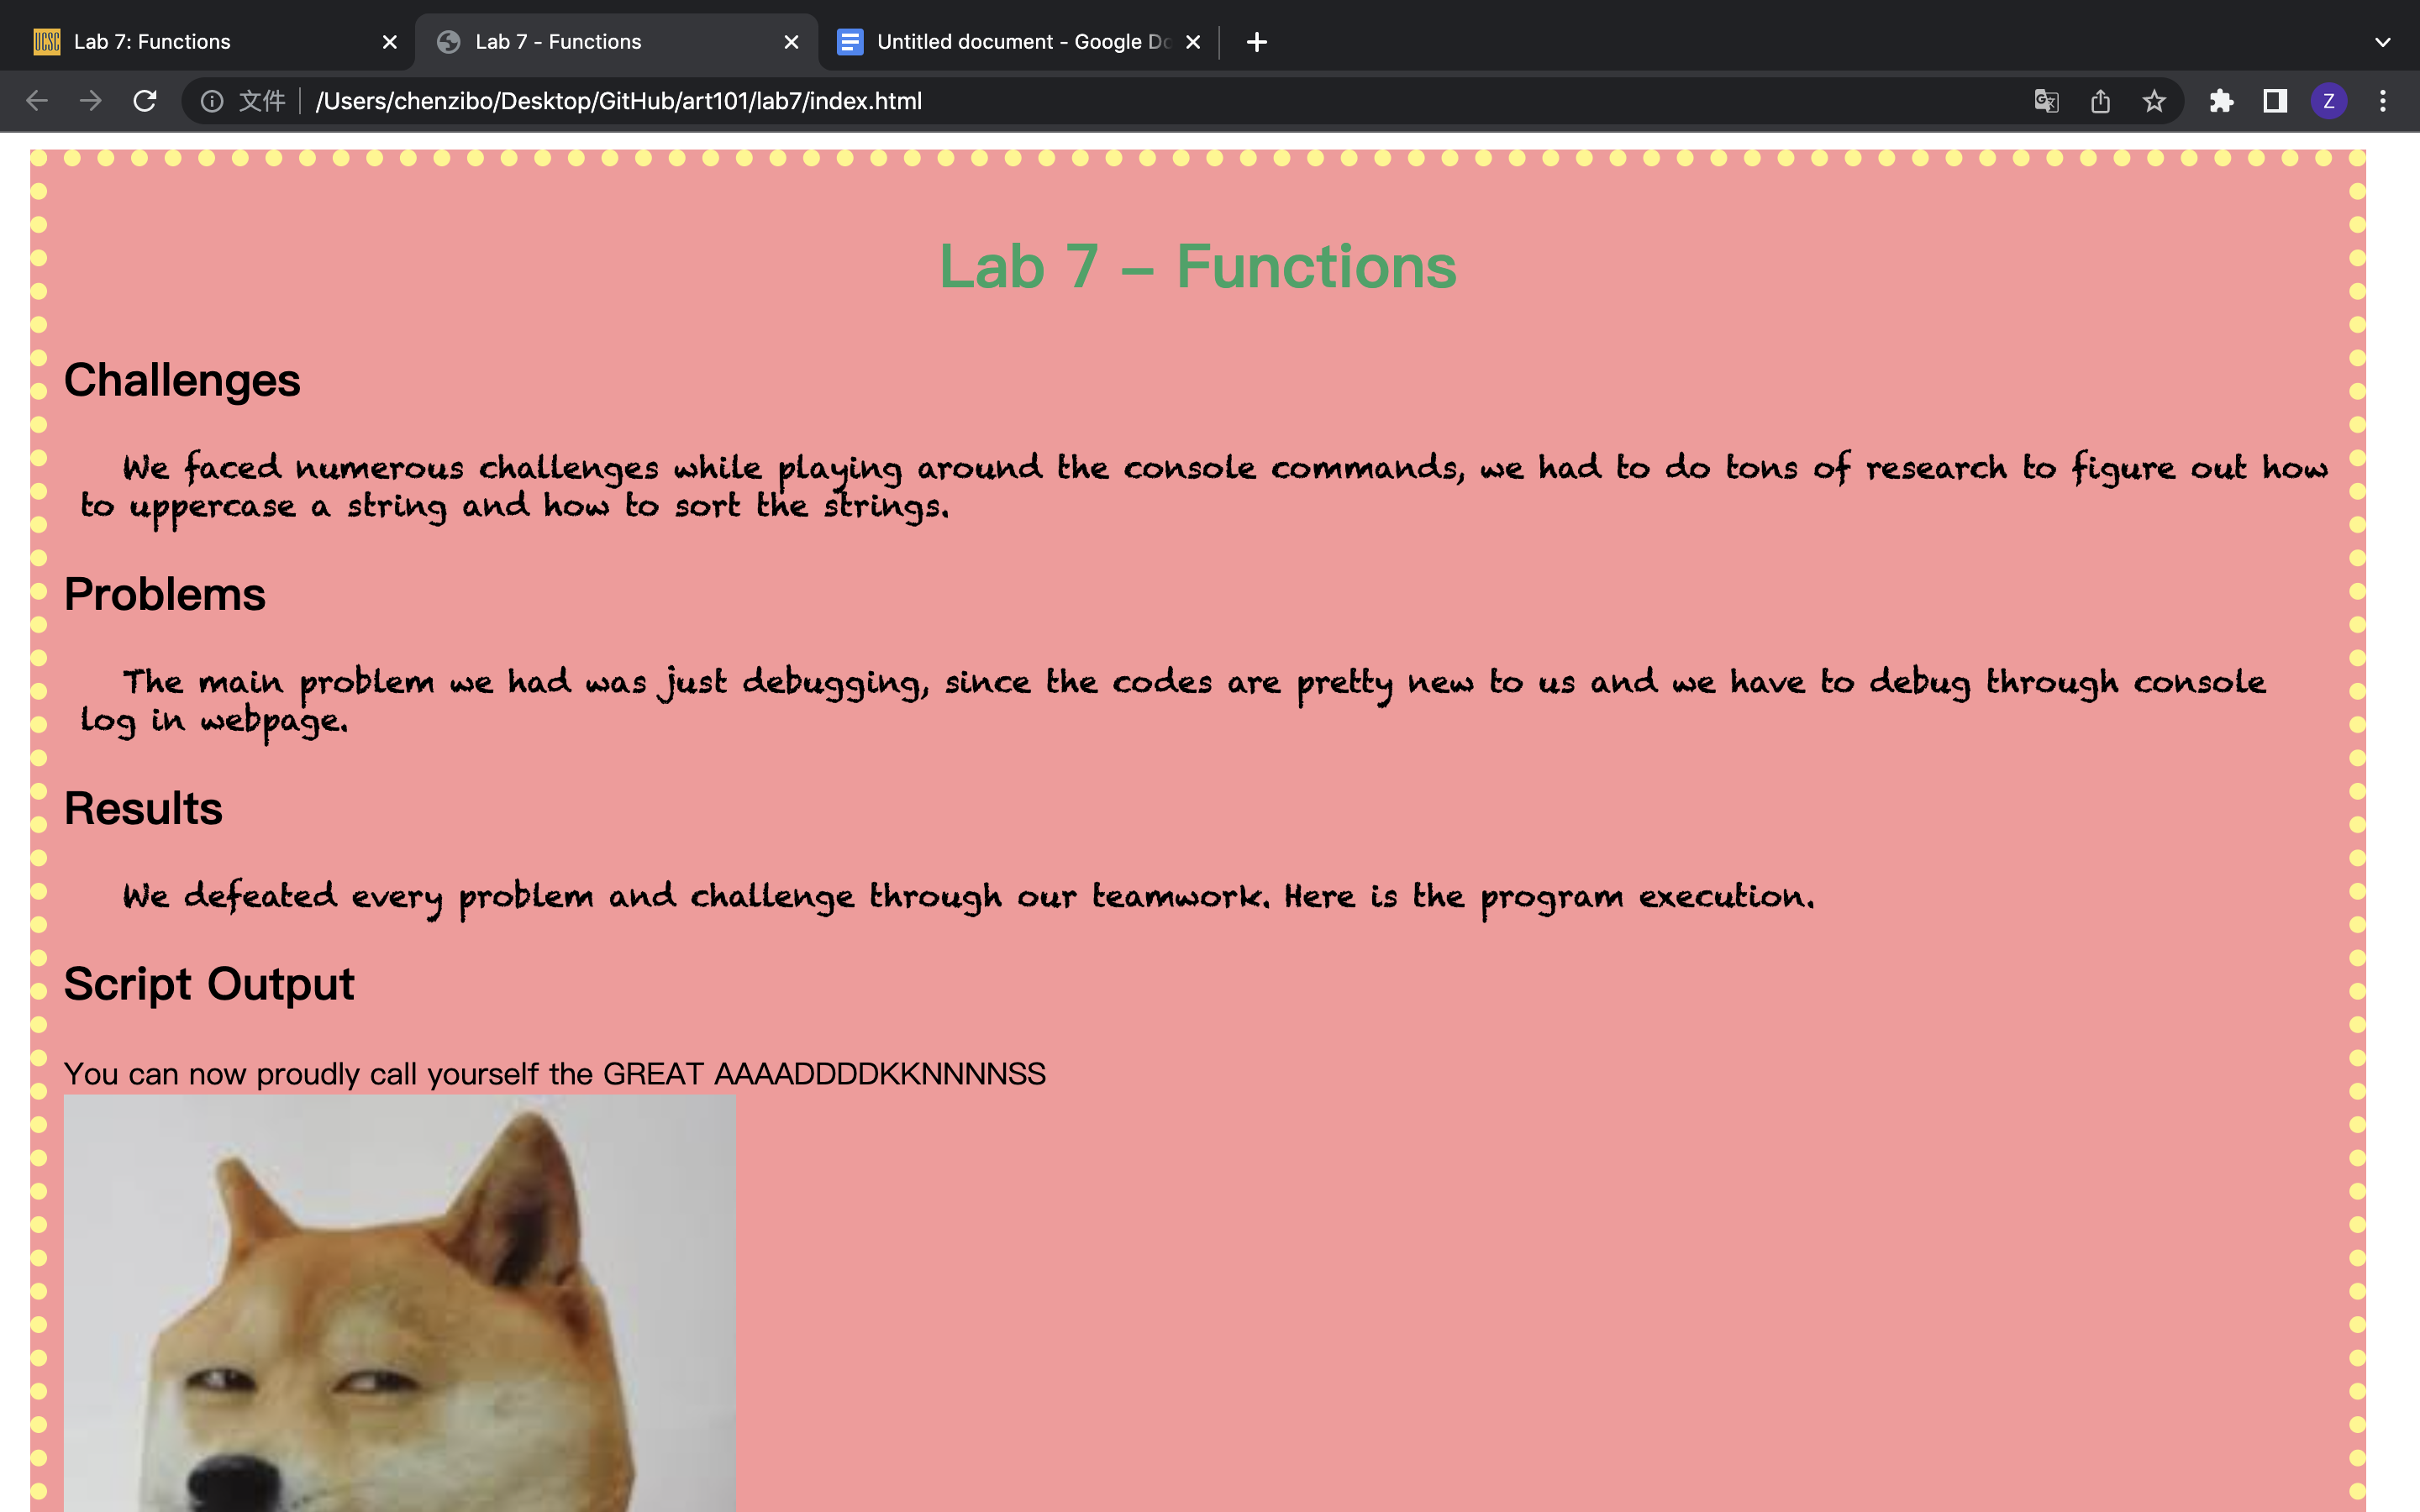 UCSC Lab 7: Functions
Lab 7 - Functions
Untitled document - Google Do
文件 /Users/chenzibo/Desktop/GitHub/art101/lab7/index.html
Z
Lab 7 – Functions
Challenges
We faced numerous challenges while playing around the console commands, we had to do tons of research to figure out how
to uppercase a string and how to sort the strings.
Problems
The main problem we had was just debugging, since the codes are pretty new to us and we have to debug through console
log in webpage.
Results
We defeated every problem and challenge through our teamwork. Here is the program execution.
Script Output
You can now proudly call yourself the GREAT AAAADDDDKKNNNNSS